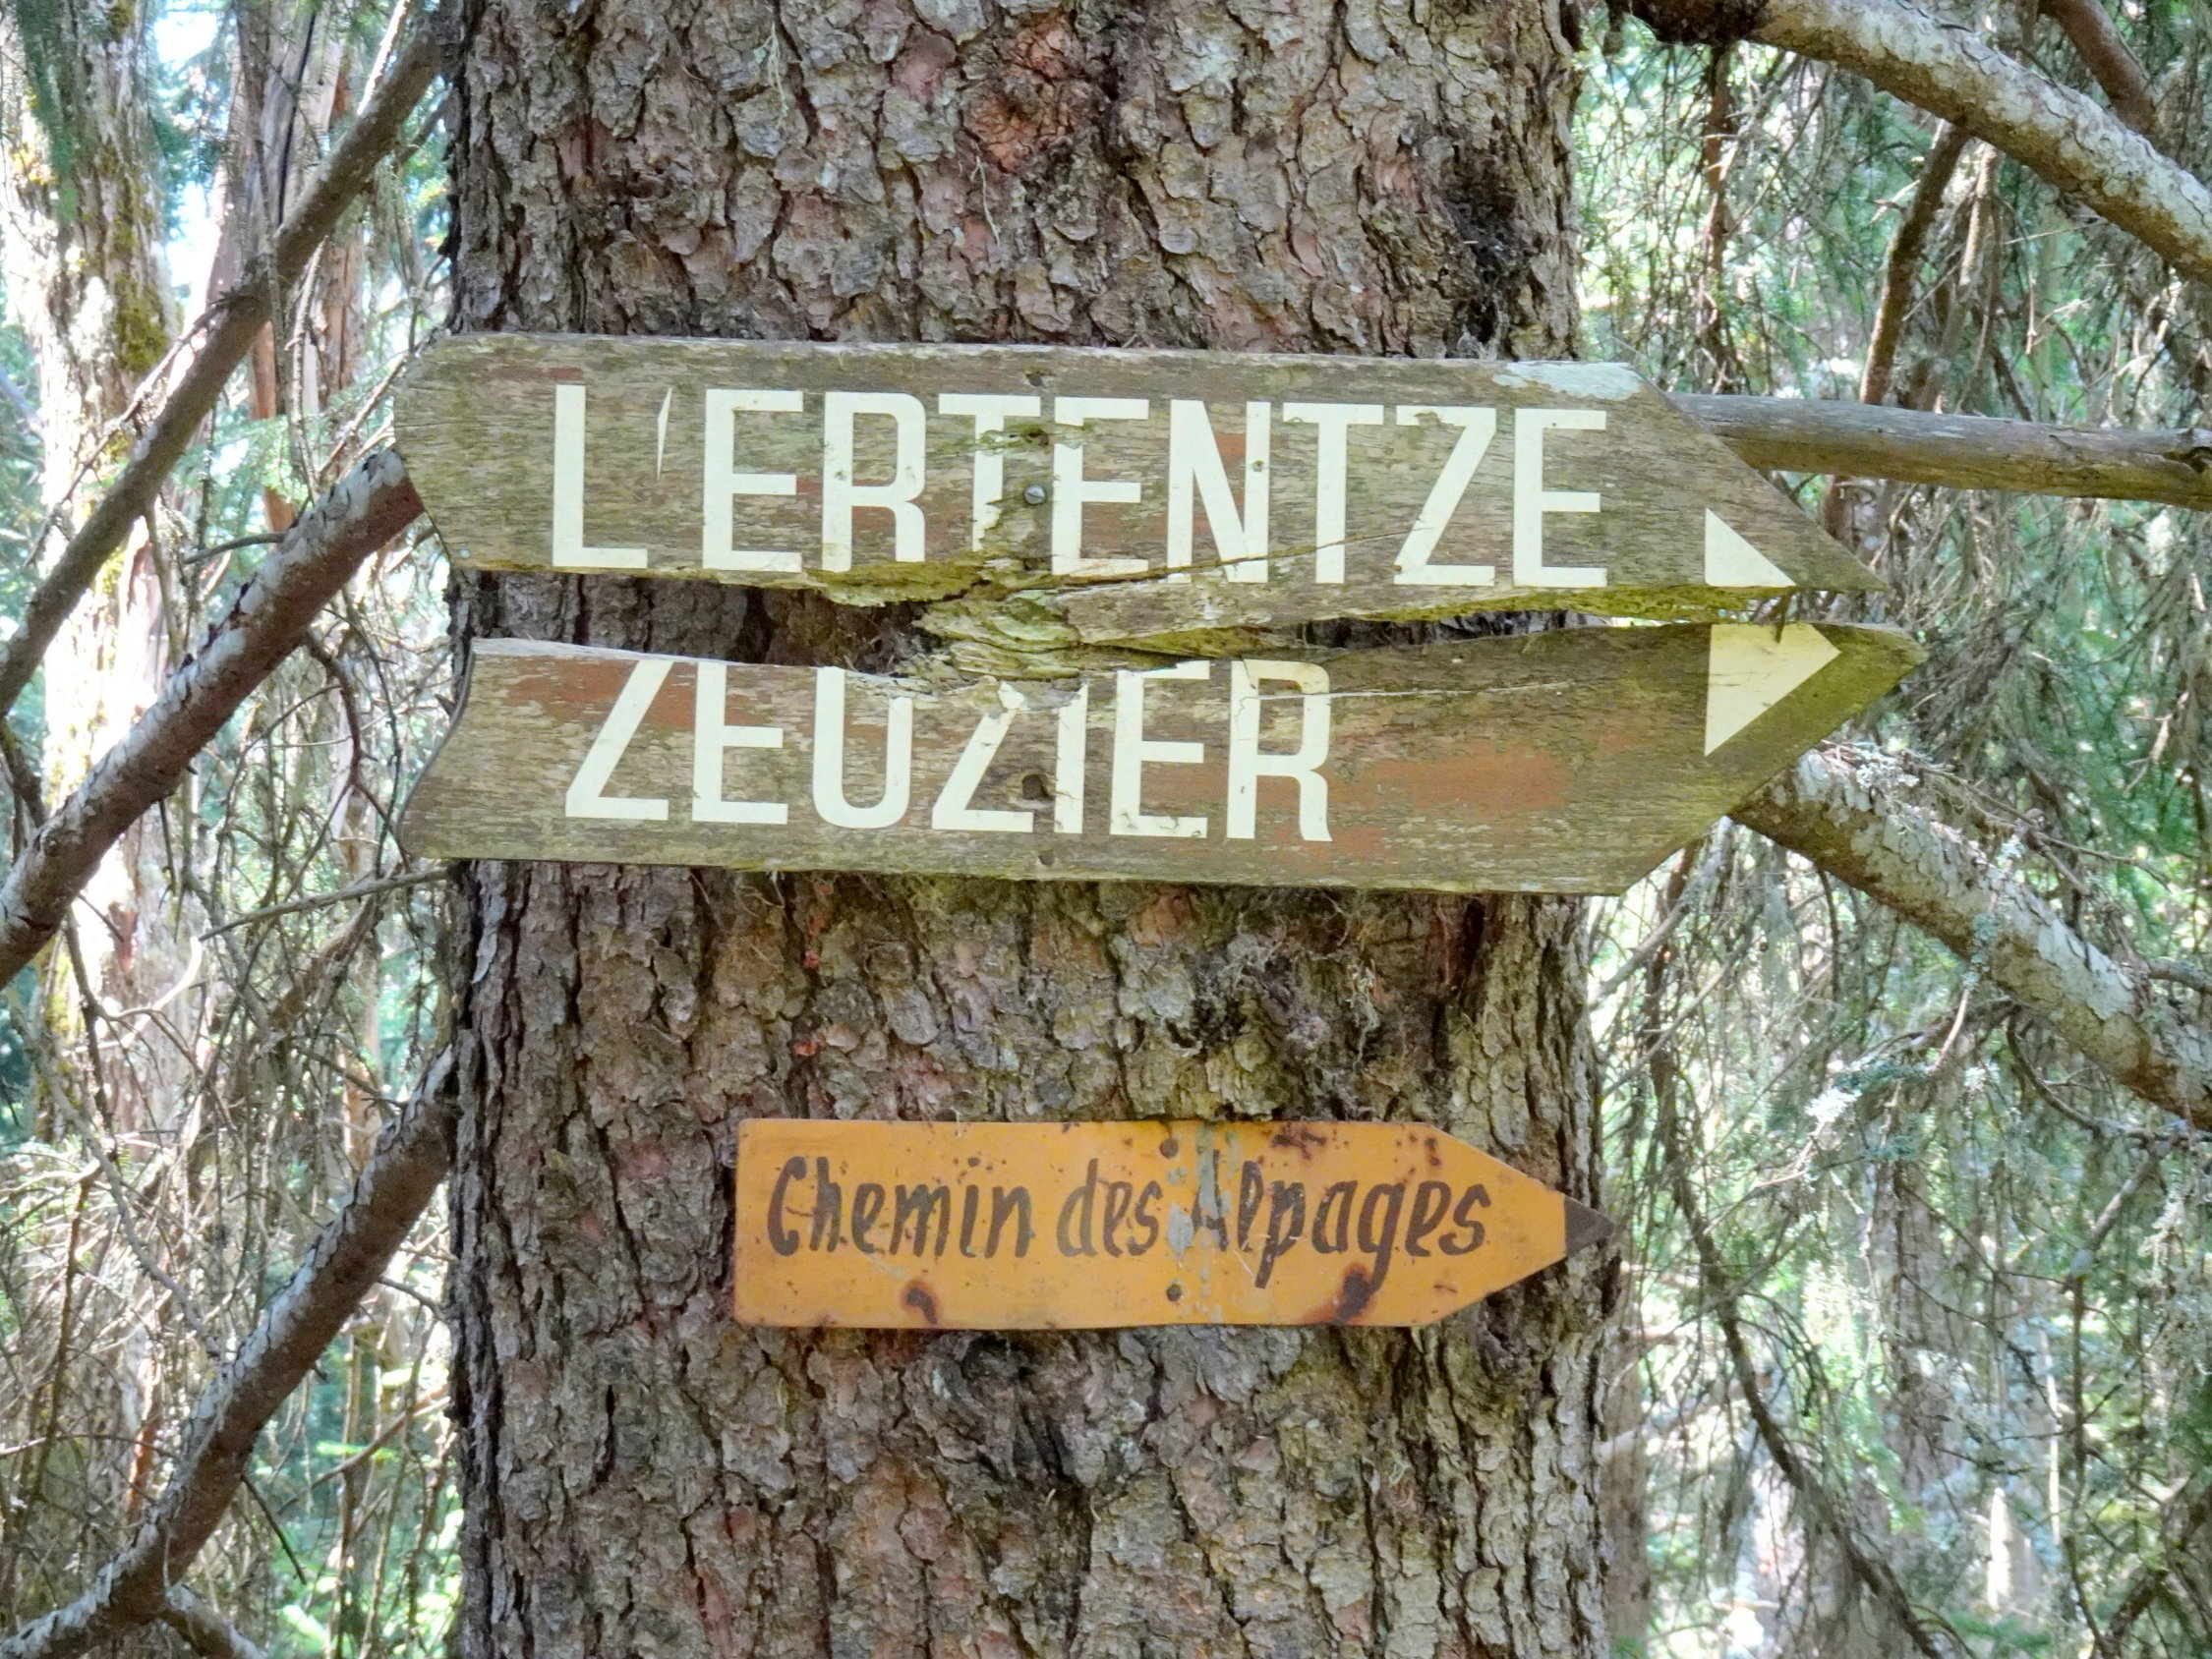 L'ERTENTZE
ZEUZIER
Chemin des Alpages